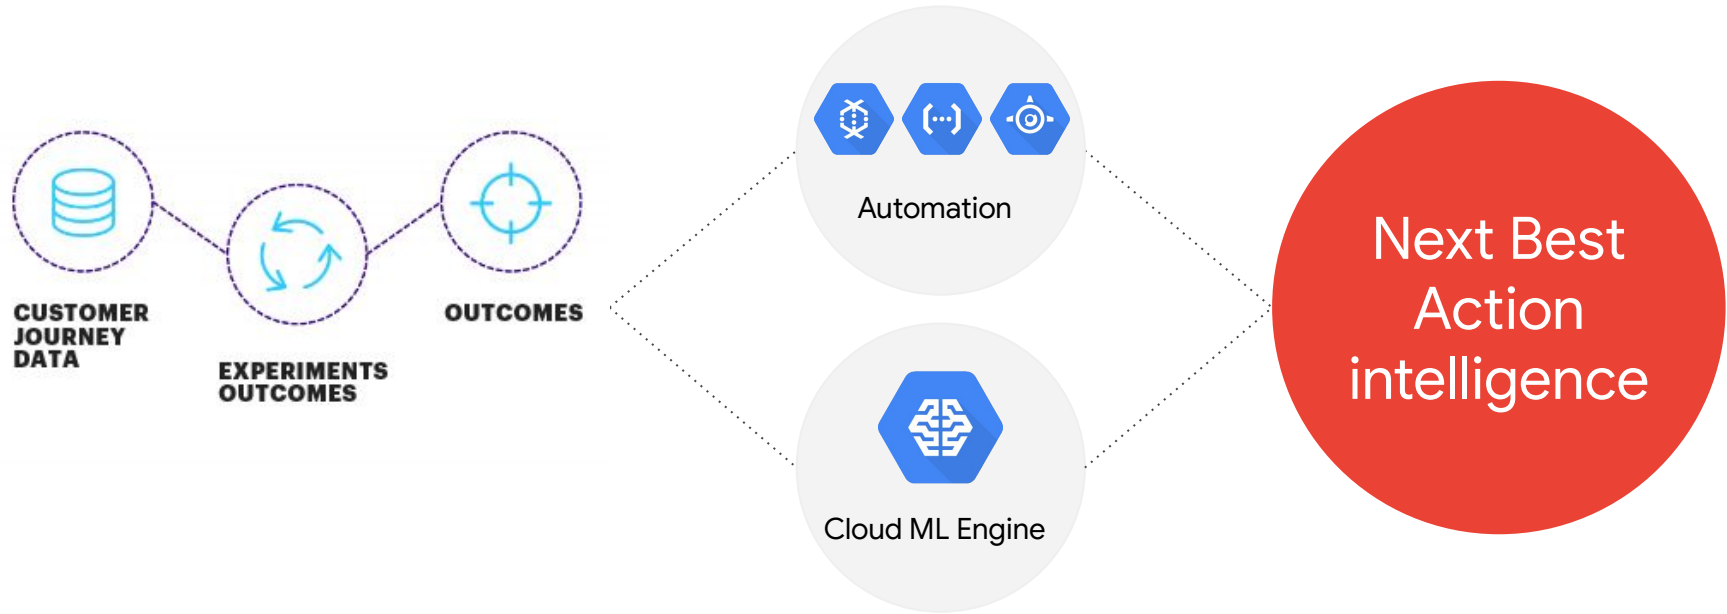 CUSTOMER
JOURNEY
DATA
EXPERIMENTS
OUTCOMES
OUTCOMES
Automation
Cloud ML Engine
Next Best
Action
intelligence